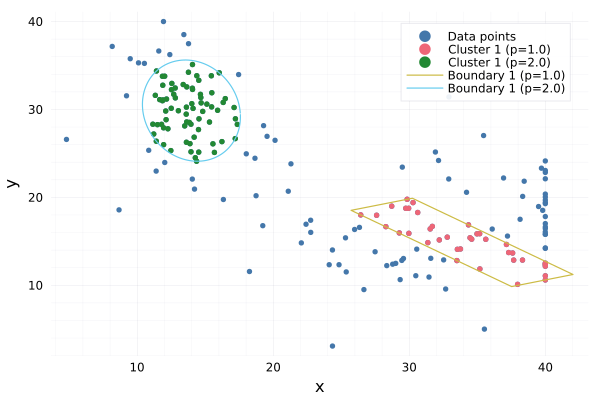 40
30
20
10
10
20
30
40
x
y
Data points
Cluster 1 (p=1.0)
Cluster 1 (p=2.0)
Boundary 1 (p=1.0)
Boundary 1 (p=2.0)